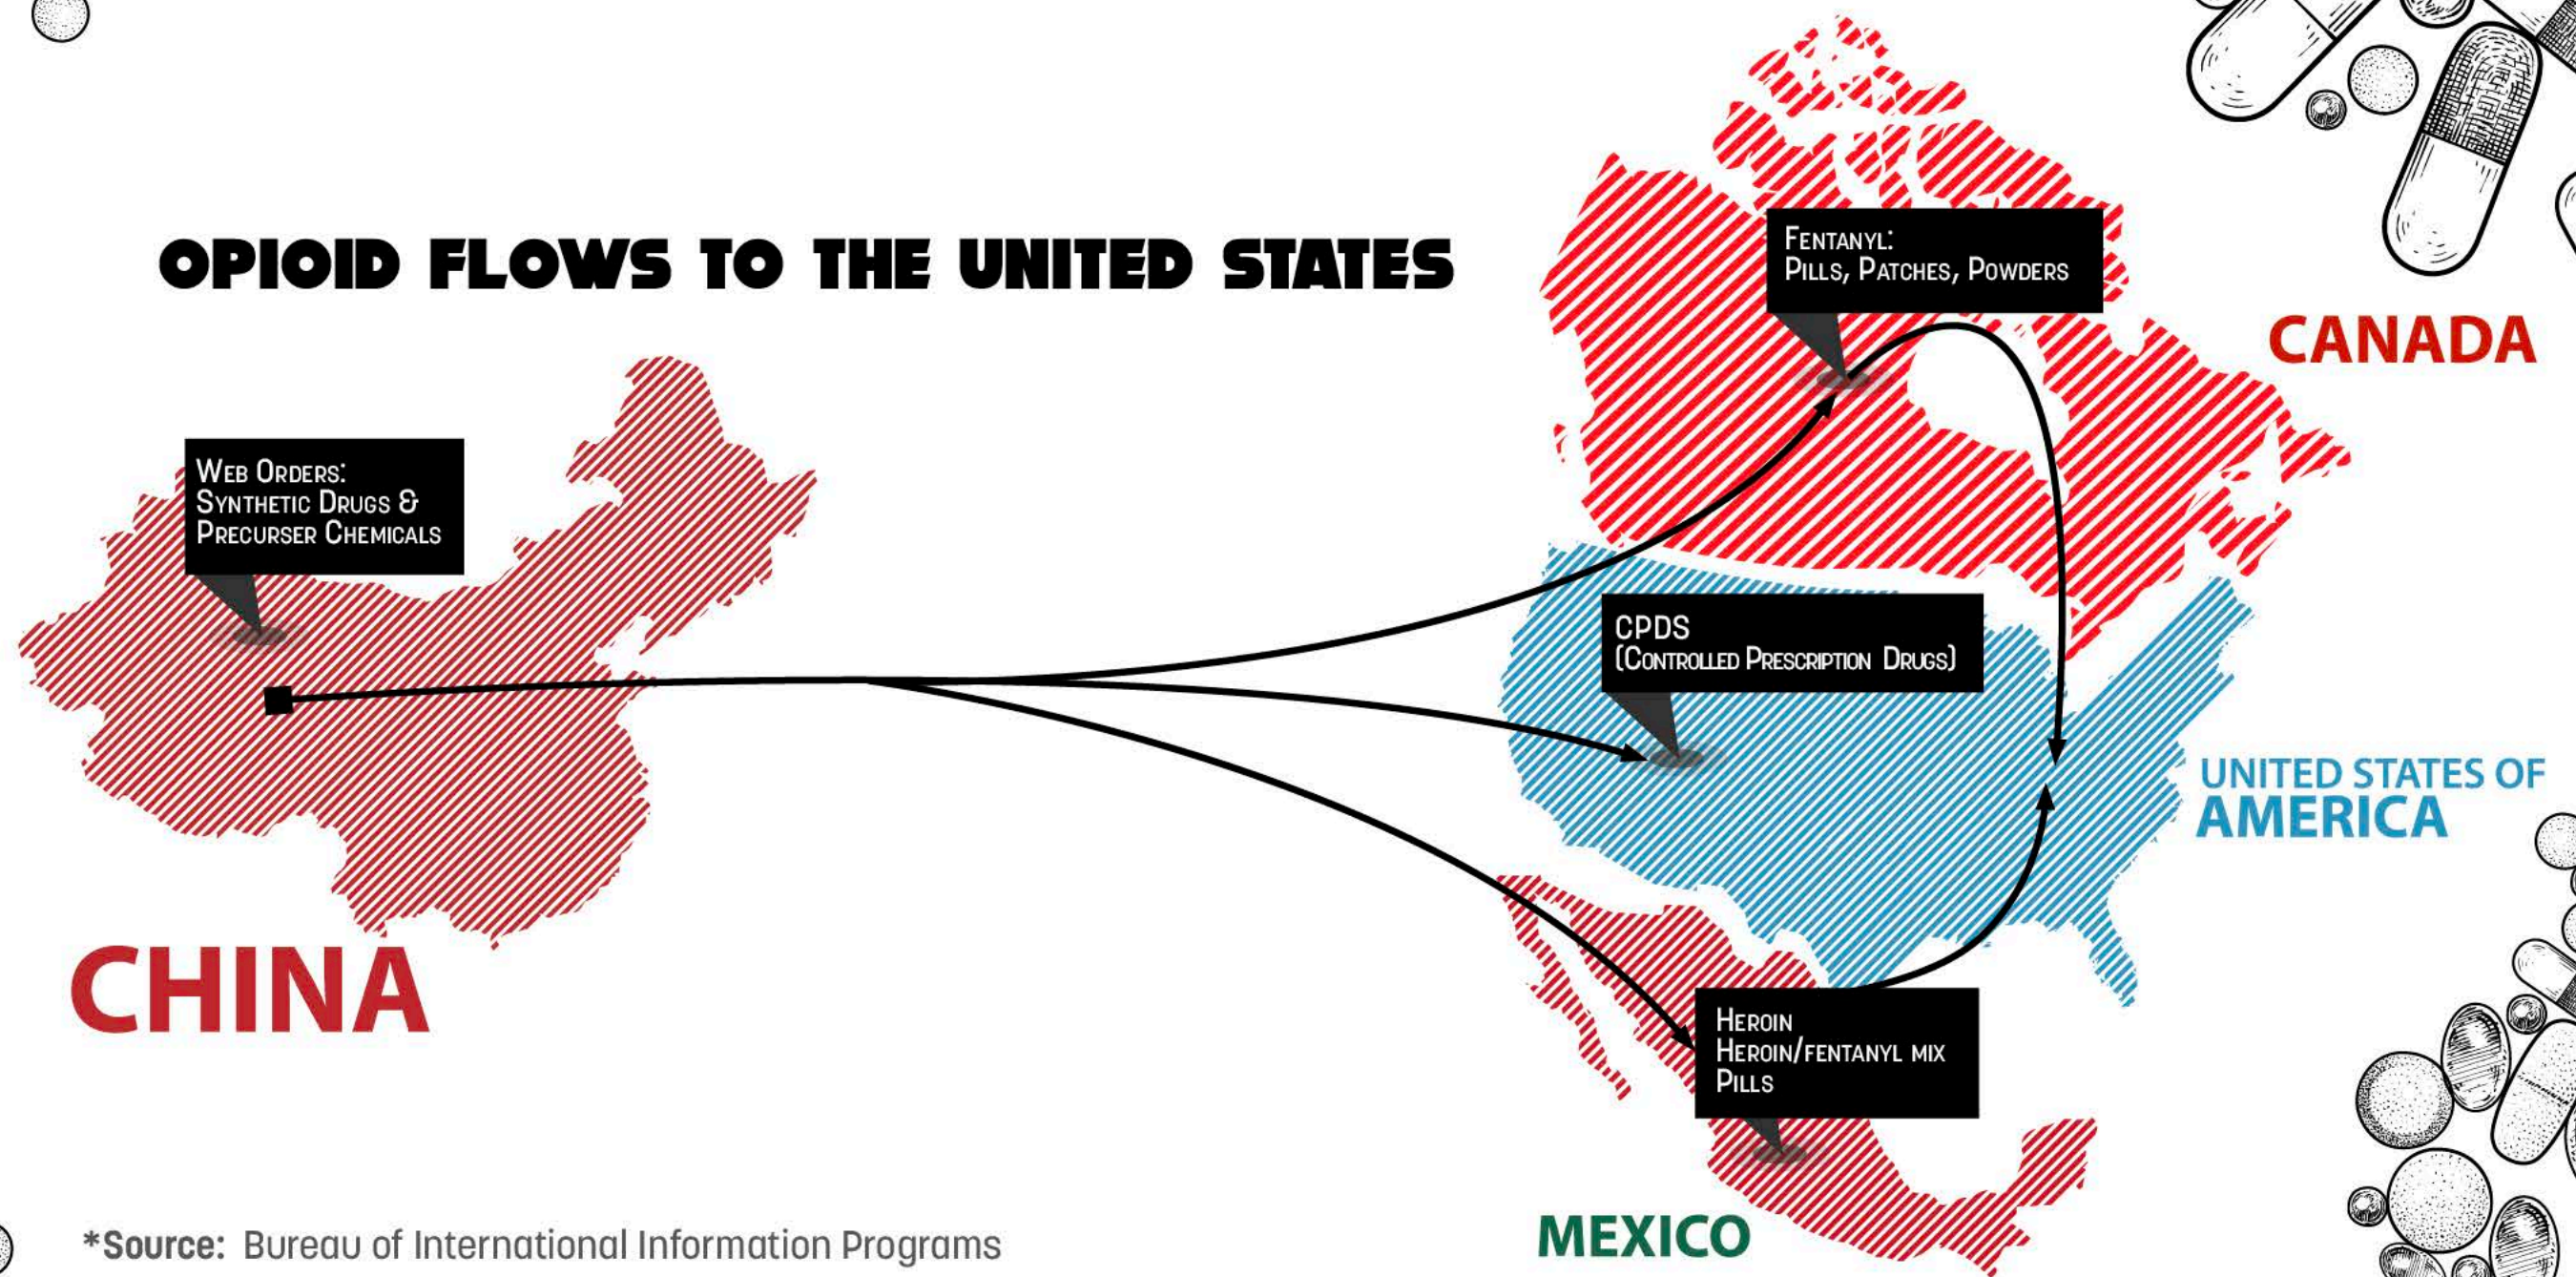 OPIOID FLOWS TO THE UNITED STATES
FENTANYL:
PILLS, PATCHES, POWDERS
CANADA
WEB ORDERS:
SYNTHETIC DRUGS &
PRECURSER CHEMICALS
CPDS
(CONTROLLED PRESCRIPTION DRUGS)
UNITED STATES OF
AMERICA
CHINA
HEROIN
HEROIN/FENTANYL MIX
PILLS
MEXICO
*Source: Bureau of International Information Programs